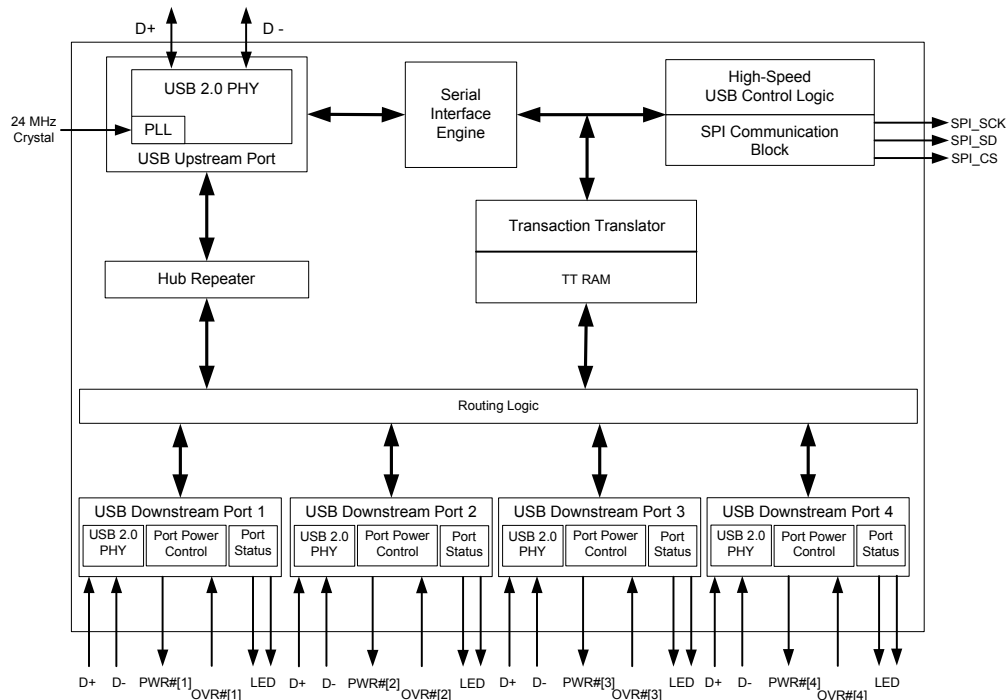 D+
D -
USB 2.0 PHY
PLL
USB Upstream Port
24 MHz
Crystal
Serial
Interface
Engine
High-Speed
USB Control Logic
SPI Communication
Block
SPI_SCK
SPI_SD
SPI_CS
Transaction Translator
TT RAM
Hub Repeater
Routing Logic
USB Downstream Port 1
USB 2.0
PHY
Port Power
Control
Port
Status
USB Downstream Port 2
USB 2.0
PHY
Port Power
Control
Port
Status
USB Downstream Port 3
USB 2.0
PHY
Port Power
Control
Port
Status
USB Downstream Port 4
USB 2.0
PHY
Port Power
Control
Port
Status
D+
D-
PWR#[1]
OVR#[1]
LED
D+
D-
PWR#[2]
OVR#[2]
LED
D+
D-
PWR#[3]
OVR#[3]
LED
D+
D-
PWR#[4]
OVR#[4]
LED